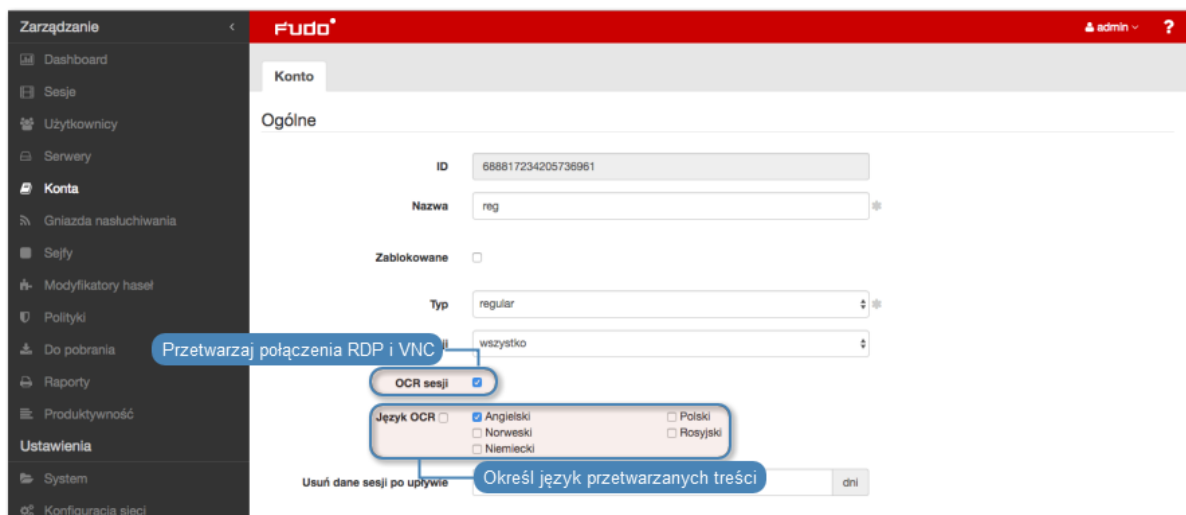 Zarządzanie
Dashboard
Sesje
Użytkownicy
Serwery
Konta
Gniazda nasłuchiwania
Sejfy
Modyfikatory haseł
Polityki
Do pobrania
Raporty
Produktywność
Ustawienia
System
Konfiguracja sieci
FUDO
admin
?
Konto
Ogólne
ID 688817234205736961
Nazwa reg
Zablokowane
Typ regular
wszystko
Przetwarzaj połączenia RDP i VNC
OCR sesji
Język OCR Angielski Polski
Norweski Rosyjski
Niemiecki
Określ język przetwarzanych treści
Usuń dane sesji po upływie dni